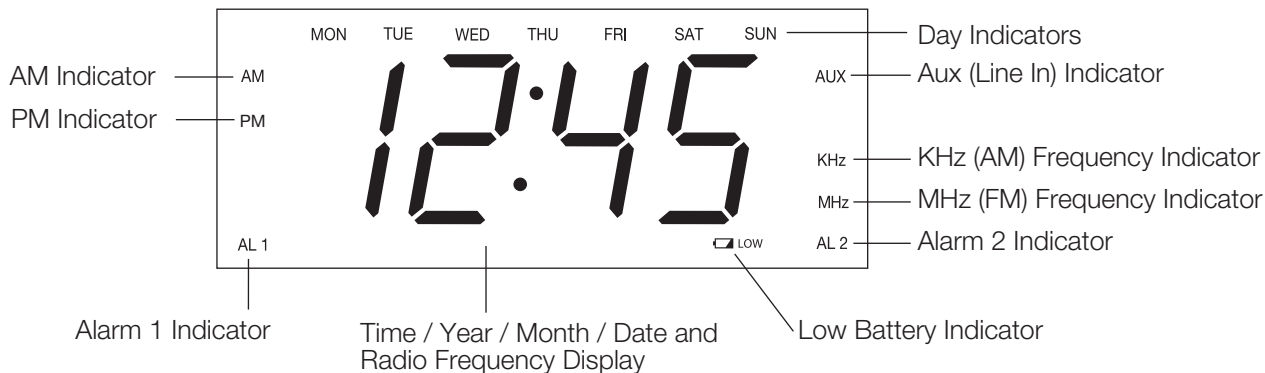 MON TUE WED THU FRI SAT SUN
Day Indicators
AM Indicator
AM
AUX
Aux (Line In) Indicator
PM Indicator
PM
12:45
KHz
KHz (AM) Frequency Indicator
MHz
MHz (FM) Frequency Indicator
AL 1
LOW
AL 2
Alarm 2 Indicator
Alarm 1 Indicator
Time / Year / Month / Date and
Radio Frequency Display
Low Battery Indicator